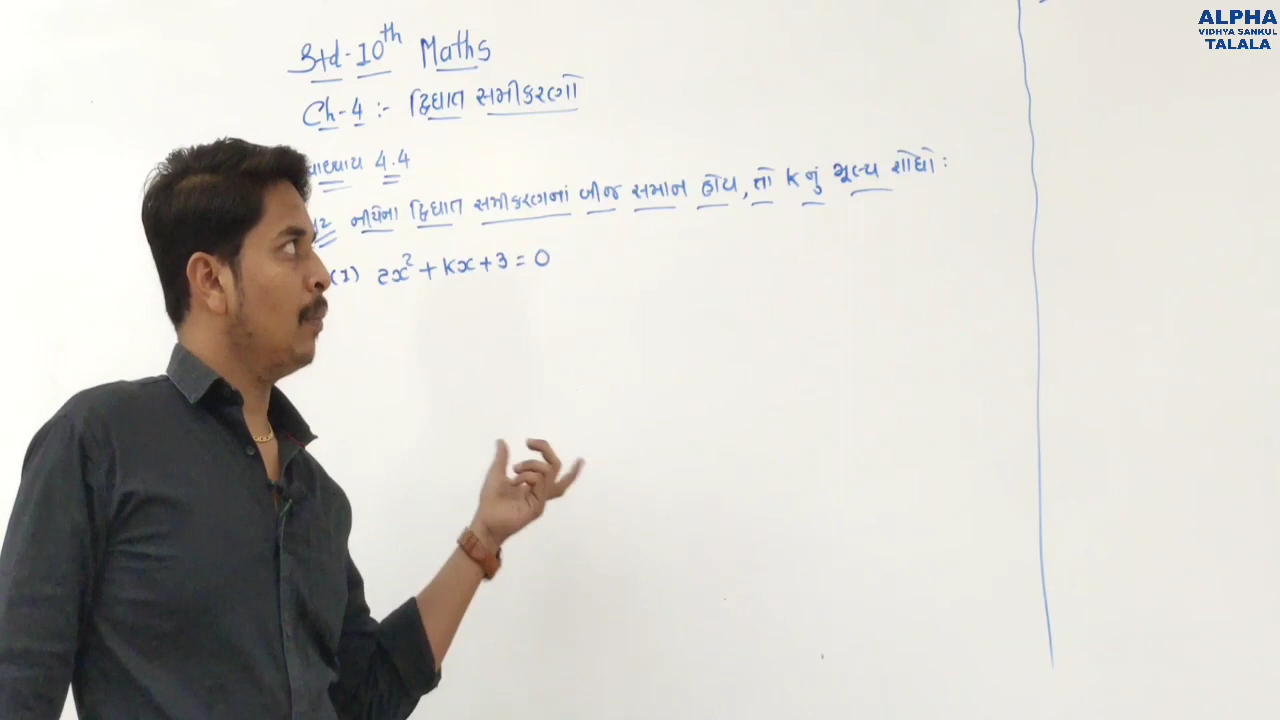 ALPHA
VIDHYA SANKUL
TALALA
Std-10th Maths
Ch-4 :- દ્વિઘાત સમીકરણો
4.4
નીચેના દ્વિઘાત સમીકરણનાં બીજ સમાન હોય, તો K નું મૂલ્ય શોધો :
(1) 2x² + Kx + 3 = 0